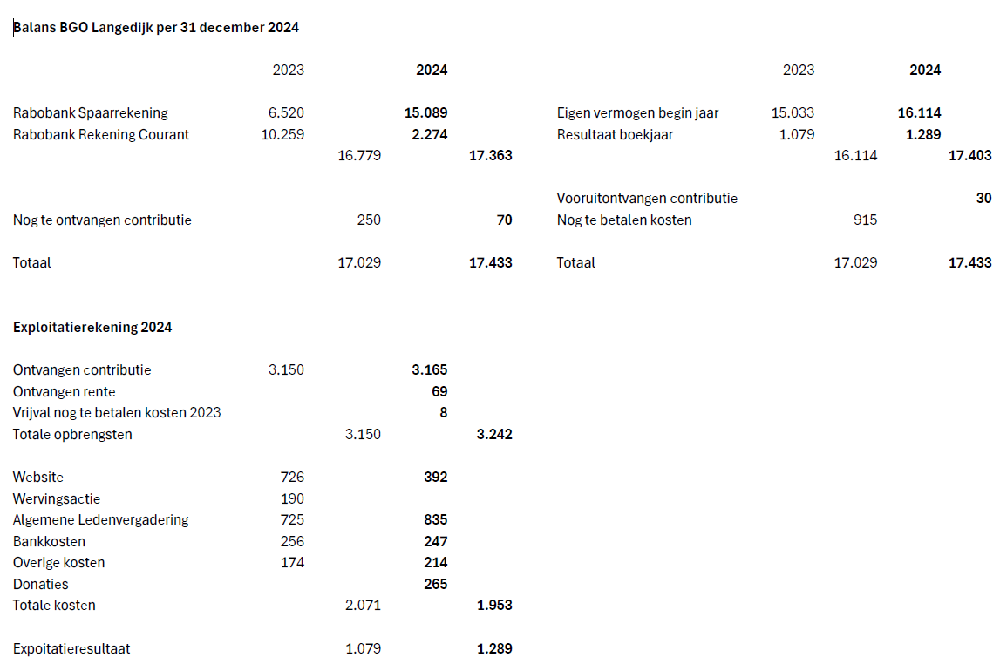 Balans BGO Langedijk per 31 december 2024
2023 2024 2023 2024
Rabobank Spaarrekening 6.520 15.089 Eigen vermogen begin jaar 15.033 16.114
Rabobank Rekening Courant 10.259 2.274 Resultaat boekjaar 1.079 1.289
16.779 17.363 16.114 17.403
Vooruitontvangen contributie 30
Nog te ontvangen contributie 250 70 Nog te betalen kosten 915
Totaal 17.029 17.433 Totaal 17.029 17.433
Exploitatierekening 2024
Ontvangen contributie 3.150 3.165
Ontvangen rente 69
Vrijval nog te betalen kosten 2023 8
Totale opbrengsten 3.150 3.242
Website 726 392
Wervingsactie 190
Algemene Ledenvergadering 725 835
Bankkosten 256 247
Overige kosten 174 214
Donaties 265
Totale kosten 2.071 1.953
Expoitatieresultaat 1.079 1.289